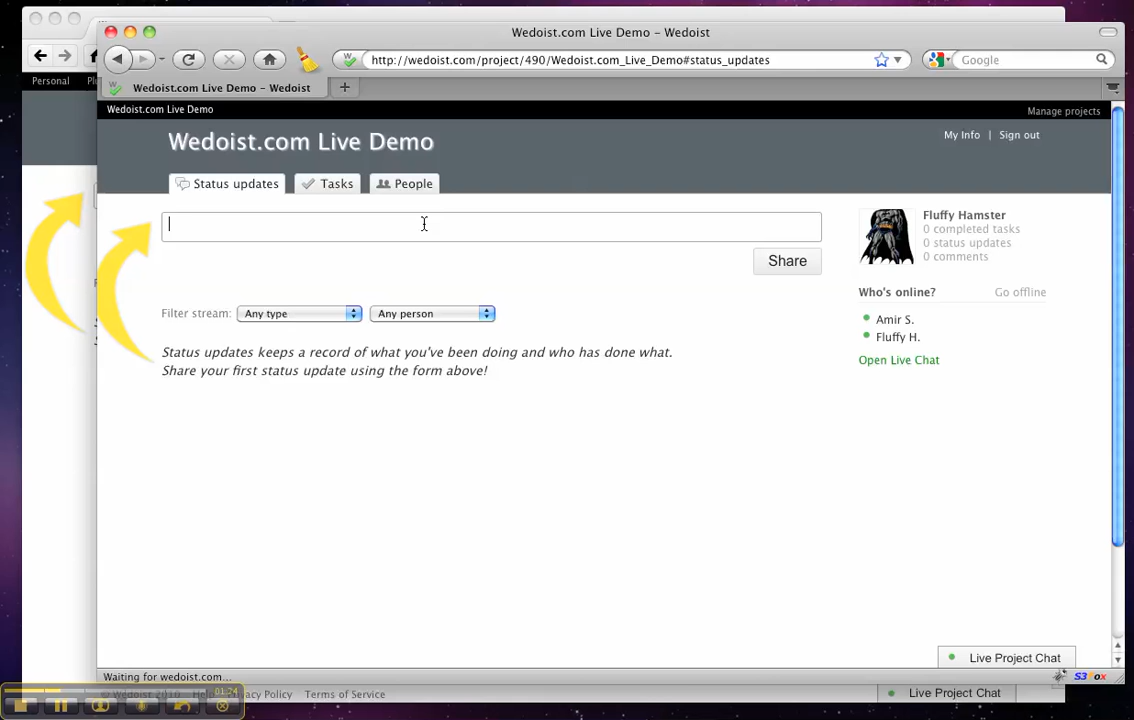 Wedoist.com Live Demo – Wedoist
http://wedoist.com/project/490/Wedoist.com_Live_Demo#status_updates
Google
Wedoist.com Live Demo – Wedoist
Personal
Wedoist.com Live Demo
Manage projects
Wedoist.com Live Demo
My Info | Sign out
Status updates
Tasks
People
Share
Fluffy Hamster
0 completed tasks
0 status updates
0 comments
Who's online?
Go offline
Amir S.
Fluffy H.
Open Live Chat
Filter stream:
Any type
Any person
Status updates keeps a record of what you've been doing and who has done what.
Share your first status update using the form above!
Live Project Chat
Waiting for wedoist.com...
S3 Fox
Terms of Service
Live Project Chat